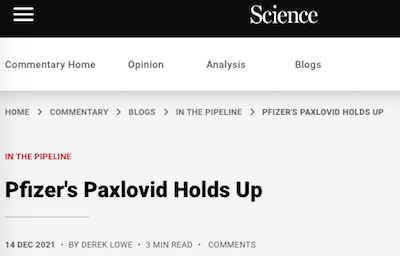 Science
Commentary Home Opinion Analysis Blogs
HOME > COMMENTARY > BLOGS > IN THE PIPELINE > PFIZER'S PAXLOVID HOLDS UP
IN THE PIPELINE
Pfizer's Paxlovid Holds Up
14 DEC 2021 • BY DEREK LOWE • 3 MIN READ • COMMENTS